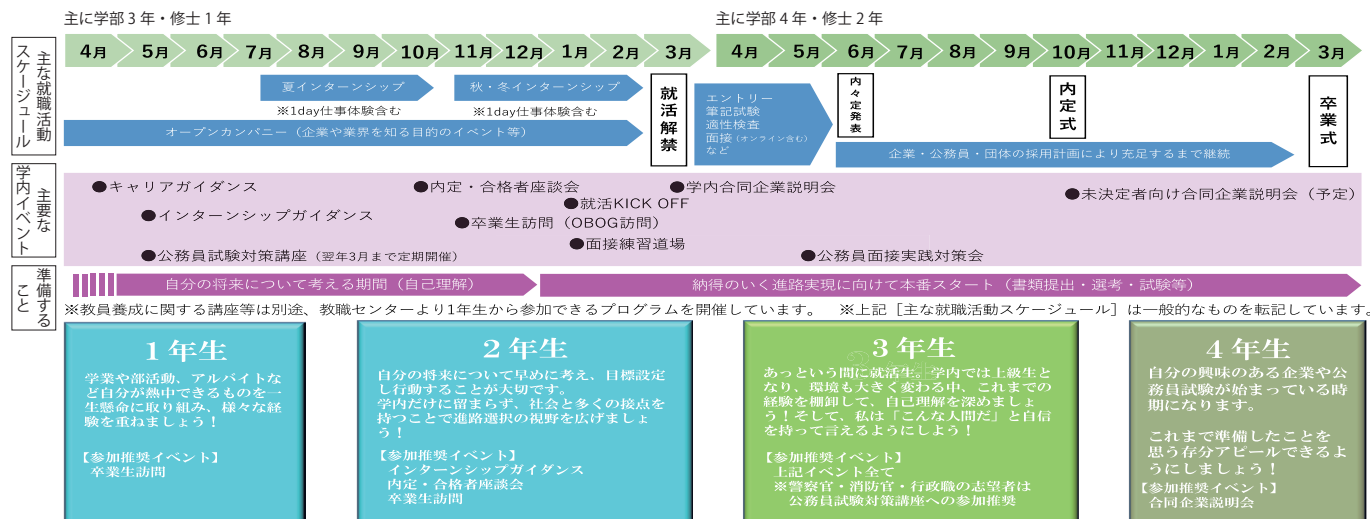 主に学部3年・修士1年
主に学部4年・修士2年
主な就職活動
スケージュール
4月 5月 6月 7月 8月 9月 10月 11月 12月 1月 2月 3月 4月 5月 6月 7月 8月 9月 10月 11月 12月 1月 2月 3月
夏インターンシップ
※1day仕事体験含む
秋・冬インターンシップ
※1day仕事体験含む
オープンカンパニー（企業や業界を知る目的のイベント等）
就活解禁
エントリー
筆記試験
適性検査
面接（オンライン含む）
など
内々定発表
内定式
卒業式
企業・公務員・団体の採用計画により充足するまで継続
主要な
学内イベント
●キャリアガイダンス
●インターンシップガイダンス
●公務員試験対策講座（翌年3月まで定期開催）
●内定・合格者座談会
●就活KICK OFF
●卒業生訪問（OBOG訪問）
●面接練習道場
●学内合同企業説明会
●公務員面接実践対策会
●未決定者向け合同企業説明会（予定）
準備する
こと
自分の将来について考える期間（自己理解）
納得のいく進路実現に向けて本番スタート（書類提出・選考・試験等）
※教員養成に関する講座等は別途、教職センターより1年生から参加できるプログラムを開催しています。 ※上記［主な就職活動スケージュール］は一般的なものを転記しています。
1年生
学業や部活動、アルバイトな
ど自分が熱中できるものを一
生懸命に取り組み、様々な経
験を重ねましょう！
【参加推奨イベント】
卒業生訪問
2年生
自分の将来について早めに考え、目標設定
し行動することが大切です。
学内だけに留まらず、社会と多くの接点を
持つことで進路選択の視野を広げましょ
う！
【参加推奨イベント】
インターンシップガイダンス
内定・合格者座談会
卒業生訪問
3年生
あっという間に就活生。学内では上級生と
なり、環境も大きく変わる中、これまでの
経験を棚卸して、自己理解を深めましょ
う！そして、私は「こんな人間だ」と自信
を持って言えるようにしよう！
【参加推奨イベント】
上記イベント全て
※警察官・消防官・行政職の志望者は
公務員試験対策講座への参加推奨
4年生
自分の興味のある企業や公
務員試験が始まっている時
期になります。
これまで準備したことを
思う存分アピールできるよ
うにしましょう！
【参加推奨イベント】
合同企業説明会